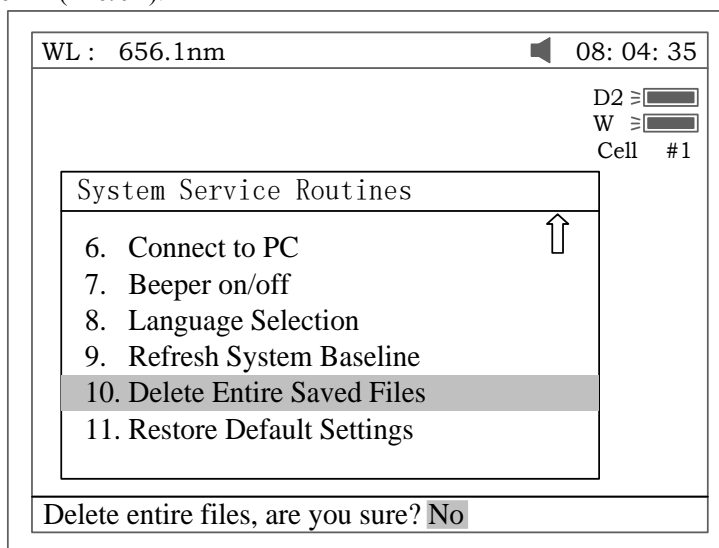 WL : 656.1nm 08: 04: 35
D2
W
Cell #1
System Service Routines
6. Connect to PC
7. Beeper on/off
8. Language Selection
9. Refresh System Baseline
10. Delete Entire Saved Files
11. Restore Default Settings
Delete entire files, are you sure? No